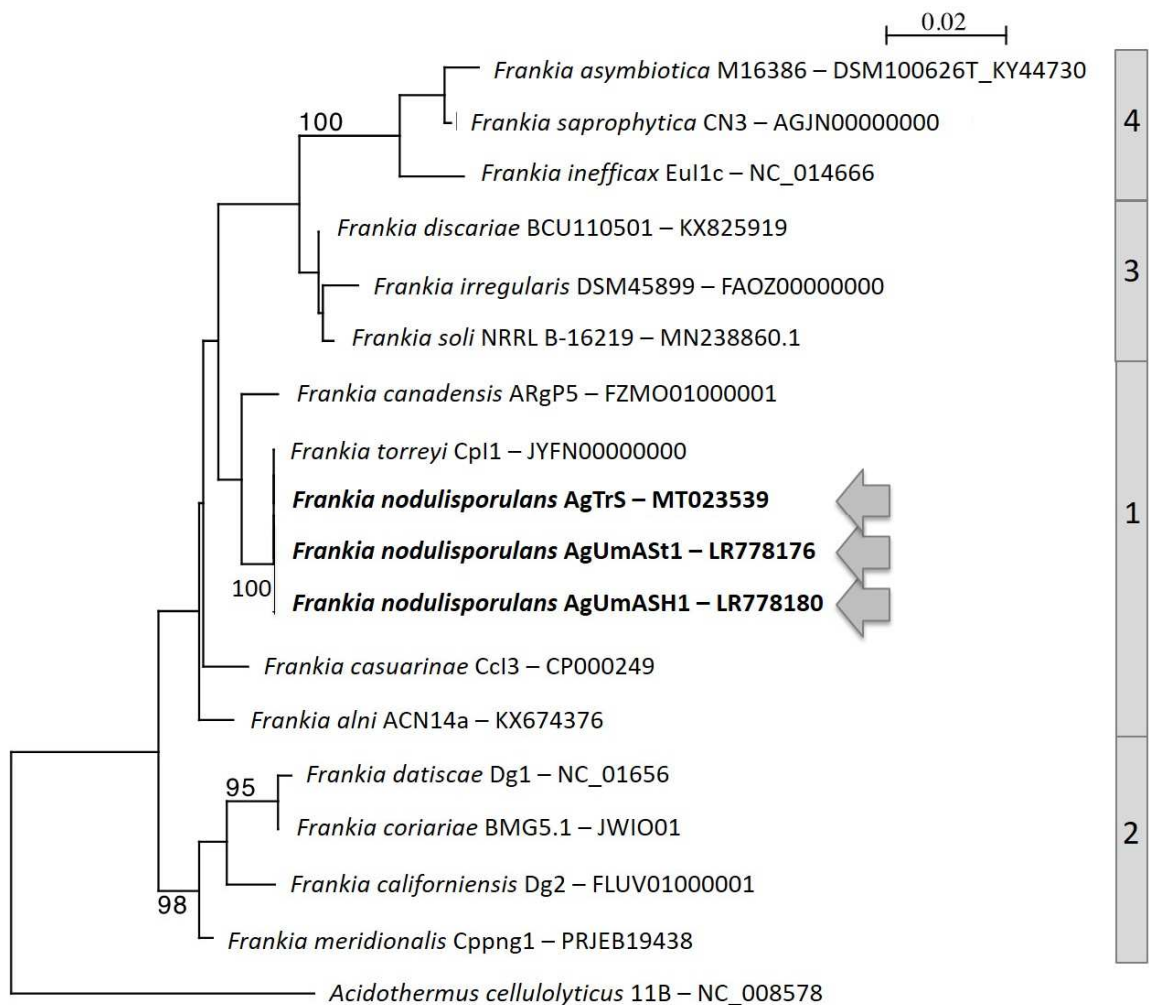 0.02
Frankia asymbiotica M16386 – DSM100626T_KY44730
100
Frankia saprophytica CN3 – AGJN00000000
4
Frankia inefficax EuI1c – NC_014666
Frankia discariae BCU110501 – KX825919
3
Frankia irregularis DSM45899 – FAOZ00000000
Frankia soli NRRL B-16219 – MN238860.1
Frankia canadensis ARgP5 – FZMO01000001
Frankia torreyi CpI1 – JYFN00000000
Frankia nodulisporulans AgTrS – MT023539
1
Frankia nodulisporulans AgUmASt1 – LR778176
100
Frankia nodulisporulans AgUmASH1 – LR778180
Frankia casuarinae CcI3 – CP000249
Frankia alni ACN14a – KX674376
Frankia datiscae Dg1 – NC_01656
95
Frankia coriariae BMG5.1 – JWIO01
2
Frankia californiensis Dg2 – FLUV01000001
98
Frankia meridionalis Cppng1 – PRJEB19438
Acidothermus cellulolyticus 11B – NC_008578